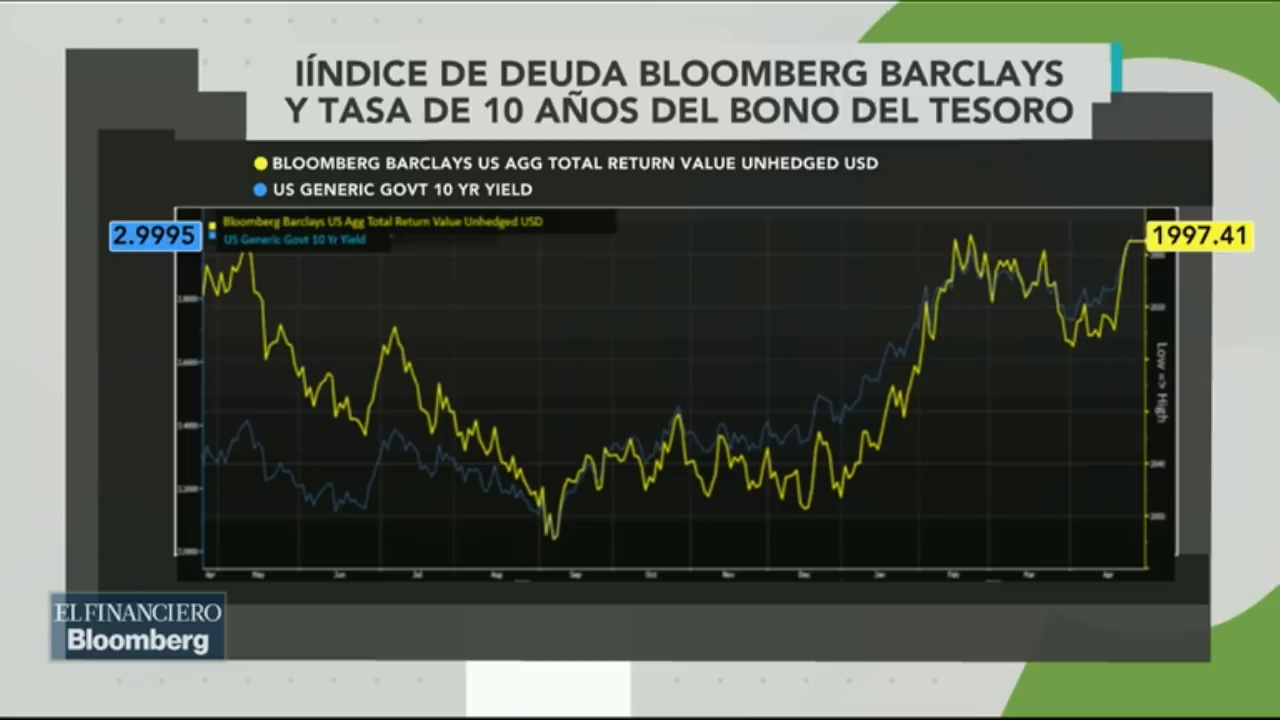 IÍNDICE DE DEUDA BLOOMBERG BARCLAYS
Y TASA DE 10 AÑOS DEL BONO DEL TESORO
BLOOMBERG BARCLAYS US AGG TOTAL RETURN VALUE UNHEDGED USD
US GENERIC GOVT 10 YR YIELD
Bloomberg Barclays US Agg Total Return Value Unhedged USD
US Generic Govt 10 Yr Yield
2.9995
1997.41
Low => High
Apr May Jun Jul Aug Sep Oct Nov Dec Jan Feb Mar Apr
EL FINANCIERO
Bloomberg